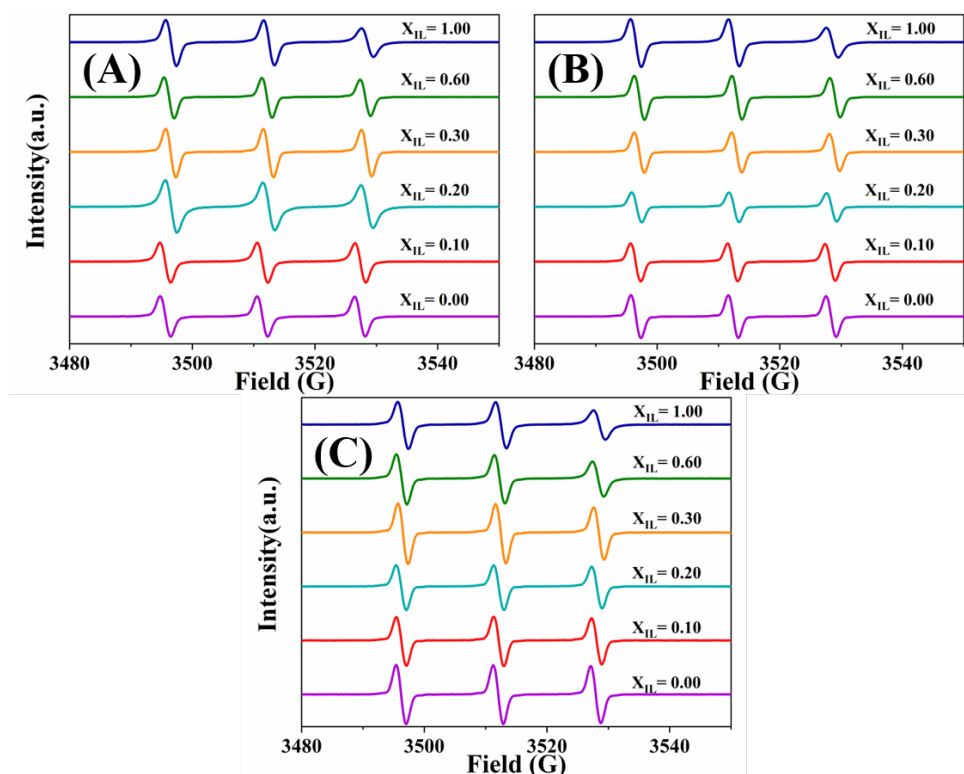 (A)
Intensity(a.u.)
X_IL= 1.00
X_IL= 0.60
X_IL= 0.30
X_IL= 0.20
X_IL= 0.10
X_IL= 0.00
3480 3500 3520 3540
Field (G)
(B)
X_IL= 1.00
X_IL= 0.60
X_IL= 0.30
X_IL= 0.20
X_IL= 0.10
X_IL= 0.00
3480 3500 3520 3540
Field (G)
(C)
Intensity(a.u.)
X_IL= 1.00
X_IL= 0.60
X_IL= 0.30
X_IL= 0.20
X_IL= 0.10
X_IL= 0.00
3480 3500 3520 3540
Field (G)